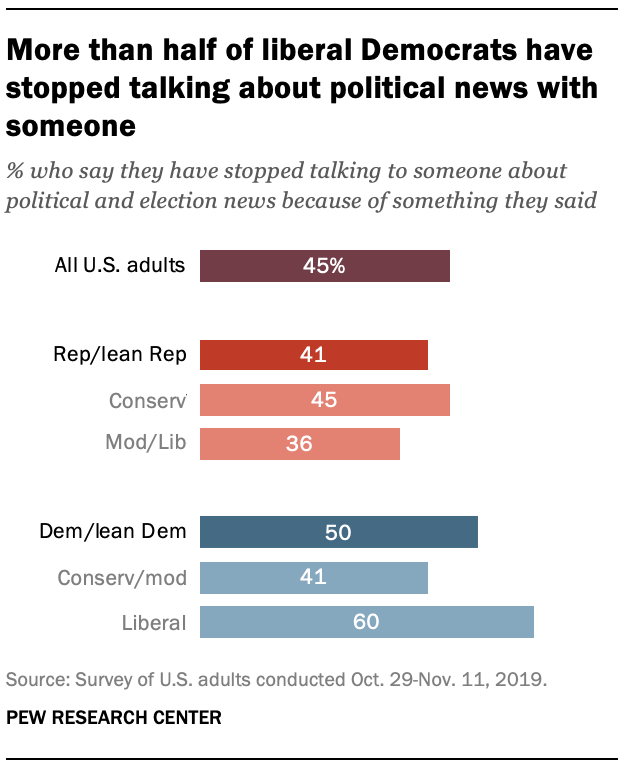 More than half of liberal Democrats have
stopped talking about political news with
someone
% who say they have stopped talking to someone about
political and election news because of something they said
All U.S. adults 45%
Rep/lean Rep 41
Conserv 45
Mod/Lib 36
Dem/lean Dem 50
Conserv/mod 41
Liberal 60
Source: Survey of U.S. adults conducted Oct. 29-Nov. 11, 2019.
PEW RESEARCH CENTER